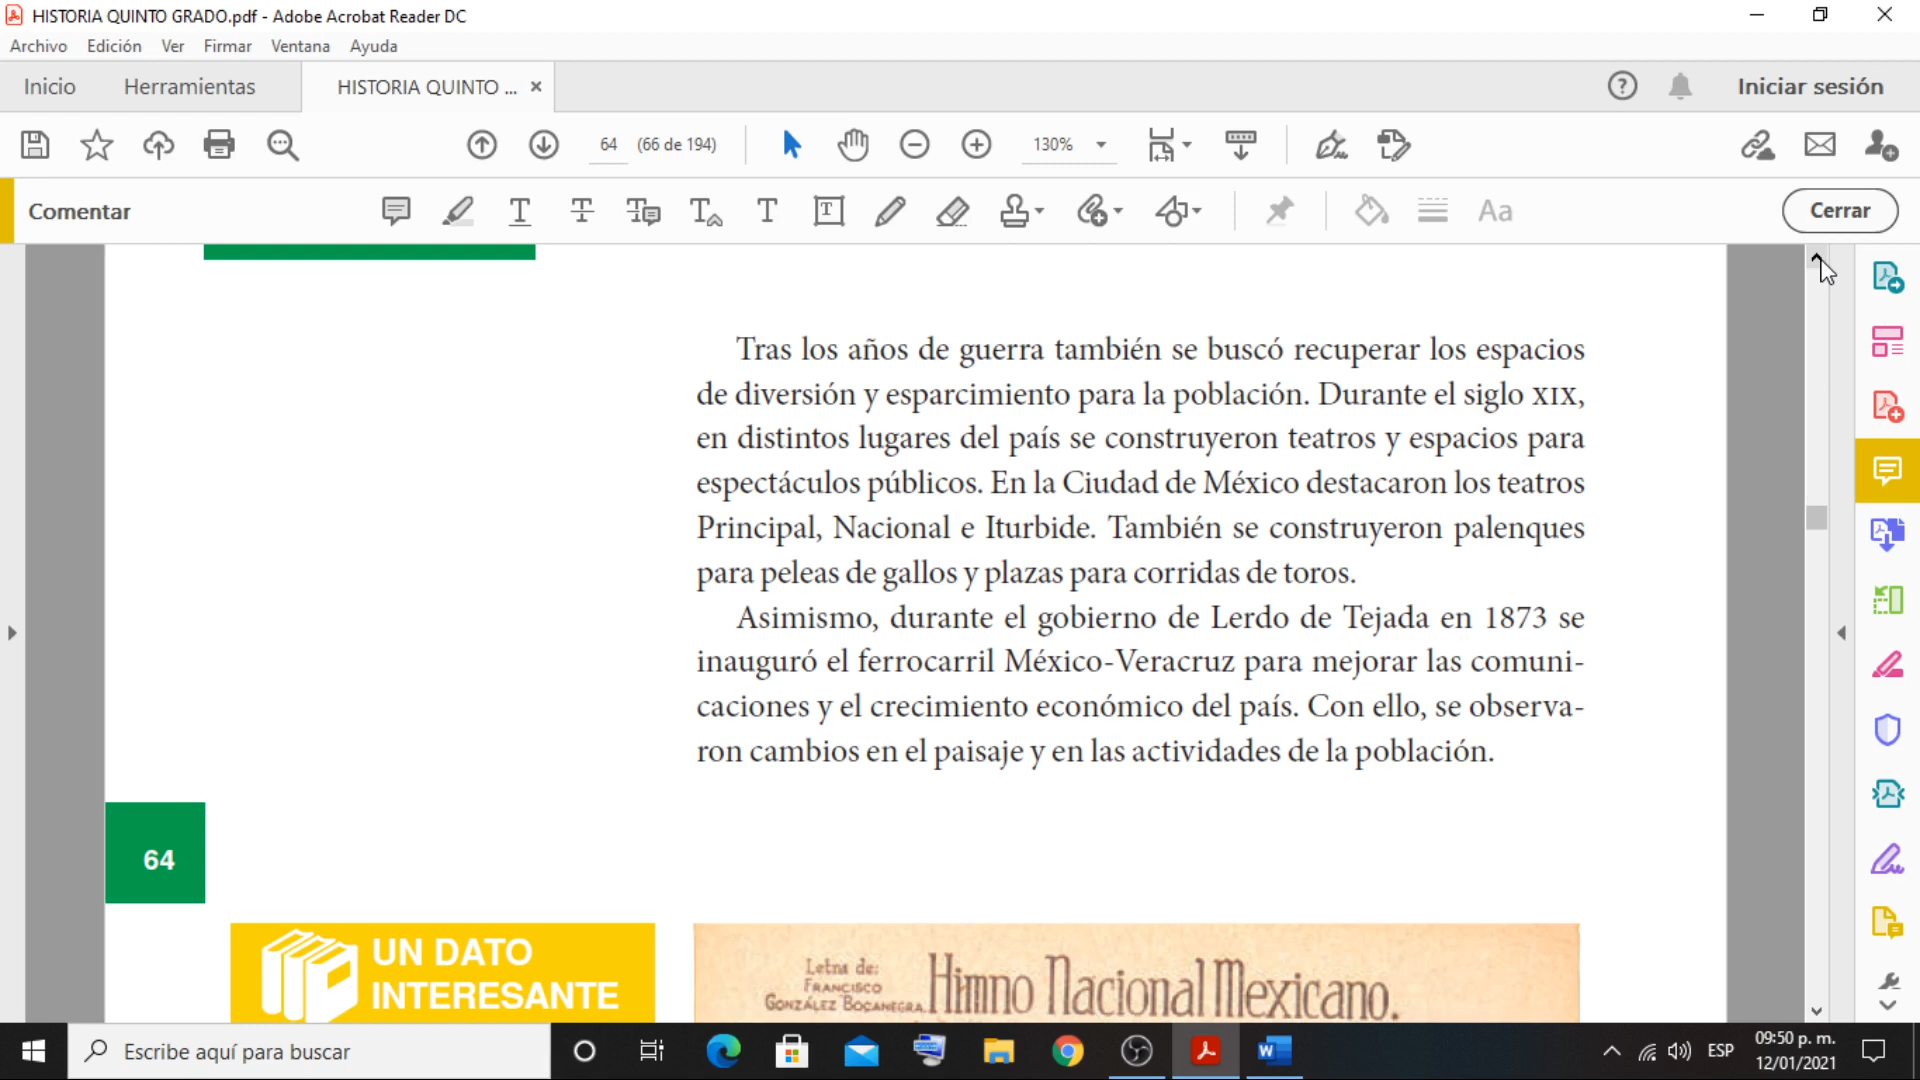 HISTORIA QUINTO GRADO.pdf - Adobe Acrobat Reader DC
Archivo Edición Ver Firmar Ventana Ayuda
Inicio Herramientas HISTORIA QUINTO ... × Iniciar sesión
64 (66 de 194) 130%
Comentar Aa Cerrar
Tras los años de guerra también se buscó recuperar los espacios
de diversión y esparcimiento para la población. Durante el siglo XIX,
en distintos lugares del país se construyeron teatros y espacios para
espectáculos públicos. En la Ciudad de México destacaron los teatros
Principal, Nacional e Iturbide. También se construyeron palenques
para peleas de gallos y plazas para corridas de toros.
Asimismo, durante el gobierno de Lerdo de Tejada en 1873 se
inauguró el ferrocarril México-Veracruz para mejorar las comuni-
caciones y el crecimiento económico del país. Con ello, se observa-
ron cambios en el paisaje y en las actividades de la población.
64
UN DATO
INTERESANTE
Letra de:
FRANCISCO
GONZÁLEZ BOCANEGRA.
Himno Nacional Mexicano.
Escribe aquí para buscar
ESP
09:50 p. m.
12/01/2021